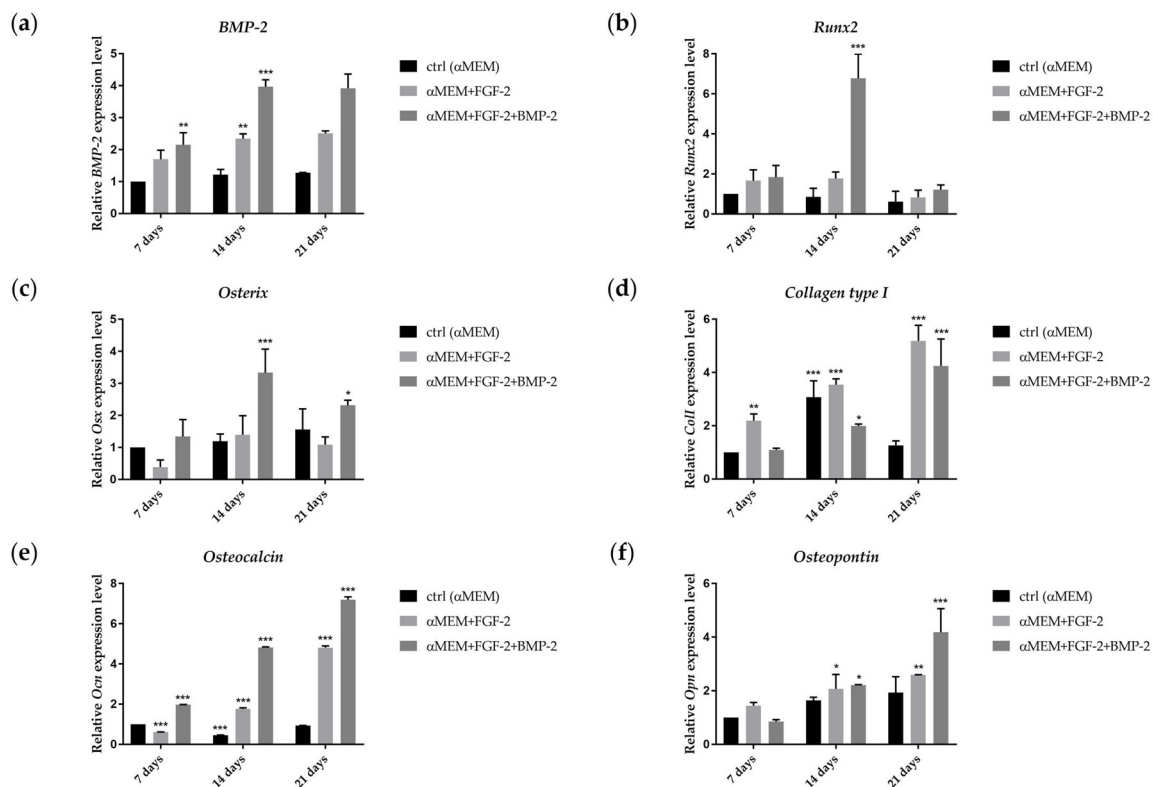 (a)
BMP-2
Relative BMP-2 expression level
5
4
3
2
1
0
** ** ***
7 days
14 days
21 days
ctrl (αMEM)
αMEM+FGF-2
αMEM+FGF-2+BMP-2
(b)
Runx2
Relative Runx2 expression level
8
6
4
2
0
***
7 days
14 days
21 days
ctrl (αMEM)
αMEM+FGF-2
αMEM+FGF-2+BMP-2
(c)
Osterix
Relative Osx expression level
5
4
3
2
1
0
*** *
7 days
14 days
21 days
ctrl (αMEM)
αMEM+FGF-2
αMEM+FGF-2+BMP-2
(d)
Collagen type I
Relative ColI expression level
6
4
2
0
** *** *** * *** ***
7 days
14 days
21 days
ctrl (αMEM)
αMEM+FGF-2
αMEM+FGF-2+BMP-2
(e)
Osteocalcin
Relative Ocn expression level
8
6
4
2
0
*** *** *** *** *** *** ***
7 days
14 days
21 days
ctrl (αMEM)
αMEM+FGF-2
αMEM+FGF-2+BMP-2
(f)
Osteopontin
Relative Opn expression level
6
4
2
0
* * ** ***
7 days
14 days
21 days
ctrl (αMEM)
αMEM+FGF-2
αMEM+FGF-2+BMP-2